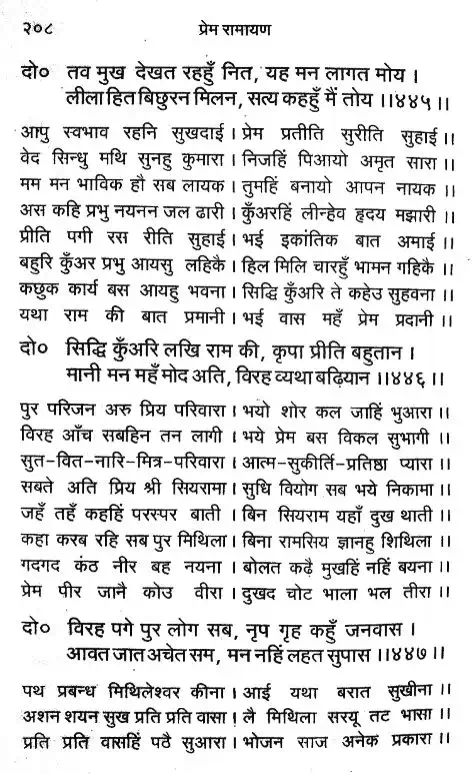 २०८ प्रेम रामायण
दो० तव मुख देखत रहहुँ नित, यह मन लागत मोय ।
लीला हित बिछुरन मिलन, सत्य कहहुँ मैं तोय ।।४४५।।
आपु स्वभाव रहनि सुखदाई । प्रेम प्रतीति सुरीति सुहाई ।।
वेद सिन्धु मथि सुनहु कुमारा । निजहिं पिआयो अमृत सारा ।।
मम मन भाविक हौ सब लायक । तुमहिं बनायो आपन नायक ।।
अस कहि प्रभु नयनन जल ढारी । कुँअरहिं लीन्हेव हृदय मझारी ।।
प्रीति पगी रस रीति सुहाई । भई इकांतिक बात अमाई ।।
बहुरि कुँअर प्रभु आयसु लहिकै । हिल मिलि चारहुँ भामन गहिकै ।।
कछुक कार्य बस आयहु भवना । सिद्धि कुँअरि ते कहेउ सुहवना ।।
यथा राम की बात प्रमानी । भई वास महँ प्रेम प्रदानी ।।
दो० सिद्धि कुँअरि लखि राम की, कृपा प्रीति बहुतान ।
मानी मन महँ मोद अति, विरह व्यथा बढ़ियान ।।४४६।।
पुर परिजन अरु प्रिय परिवारा । भयो शोर कल जाहिं भुआरा ।।
विरह आँच सबहिन तन लागी । भये प्रेम बस विकल सुभागी ।।
सुत-वित-नारि-मित्र-परिवारा । आत्म-सुकीर्ति-प्रतिष्ठा प्यारा ।।
सबते अति प्रिय श्री सियरामा । सुधि वियोग सब भये निकामा ।।
जहँ तहँ कहहिं परस्पर बाती । बिन सियराम यहाँ दुख थाती ।।
कहा करब रहि सब पुर मिथिला । बिना रामसिय ज्ञानहु शिथिला ।।
गदगद कंठ नीर बह नयना । बोलत कढ़ै मुखहिं नहिं बयना ।।
प्रेम पीर जानै कोउ वीरा । दुखद चोट भाला भल तीरा ।।
दो० विरह पगे पुर लोग सब, नृप गृह कहुँ जनवास ।
आवत जात अचेत सम, मन नहिं लहत सुपास ।।४४७।।
पथ प्रबन्ध मिथिलेश्वर कीना । आई यथा बरात सुखीना ।।
अशन शयन सुख प्रति प्रति वासा । लै मिथिला सरयू तट भासा ।।
प्रति प्रति वासहिं पठै सुआरा । भोजन साज अनेक प्रकारा ।।